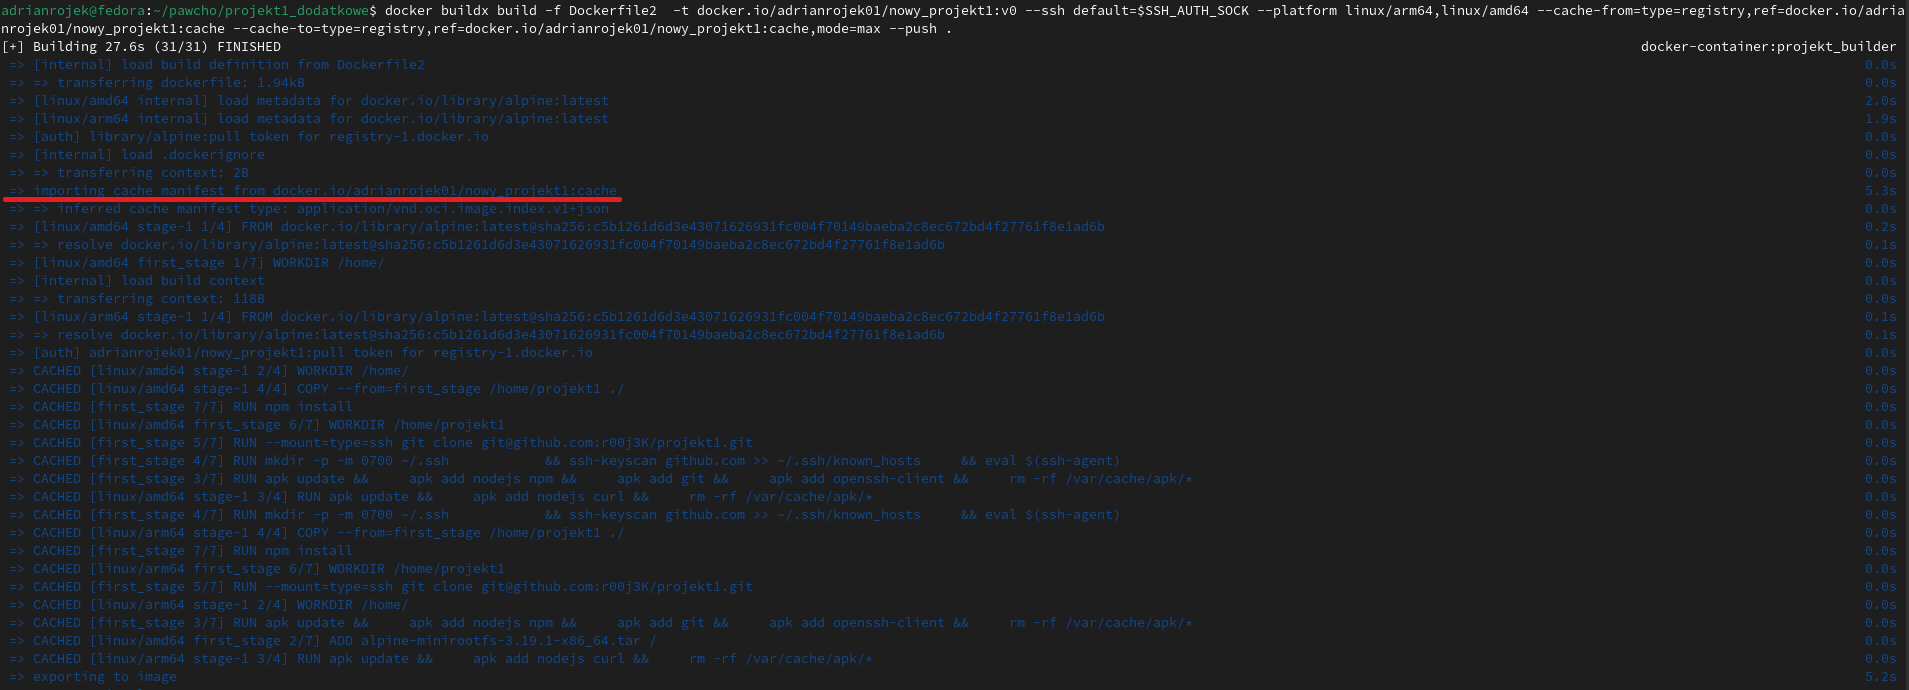 adrianrojek@fedora:~/pawcho/projekt1_dodatkowe$ docker buildx build -f Dockerfile2  -t docker.io/adrianrojek01/nowy_projekt1:v0 --ssh default=$SSH_AUTH_SOCK --platform linux/arm64,linux/amd64 --cache-from=type=registry,ref=docker.io/adria
nrojek01/nowy_projekt1:cache --cache-to=type=registry,ref=docker.io/adrianrojek01/nowy_projekt1:cache,mode=max --push .
[+] Building 27.6s (31/31) FINISHED docker-container:projekt_builder
=> [internal] load build definition from Dockerfile2 0.0s
=> => transferring dockerfile: 1.94kB 0.0s
=> [linux/amd64 internal] load metadata for docker.io/library/alpine:latest 2.0s
=> [linux/arm64 internal] load metadata for docker.io/library/alpine:latest 1.9s
=> [auth] library/alpine:pull token for registry-1.docker.io 0.0s
=> [internal] load .dockerignore 0.0s
=> => transferring context: 2B 0.0s
=> importing cache manifest from docker.io/adrianrojek01/nowy_projekt1:cache 5.3s
=> => inferred cache manifest type: application/vnd.oci.image.index.v1+json 0.0s
=> [linux/amd64 stage-1 1/4] FROM docker.io/library/alpine:latest@sha256:c5b1261d6d3e43071626931fc004f70149baeba2c8ec672bd4f27761f8e1ad6b 0.2s
=> => resolve docker.io/library/alpine:latest@sha256:c5b1261d6d3e43071626931fc004f70149baeba2c8ec672bd4f27761f8e1ad6b 0.1s
=> [linux/amd64 first_stage 1/7] WORKDIR /home/ 0.0s
=> [internal] load build context 0.0s
=> => transferring context: 118B 0.0s
=> [linux/arm64 stage-1 1/4] FROM docker.io/library/alpine:latest@sha256:c5b1261d6d3e43071626931fc004f70149baeba2c8ec672bd4f27761f8e1ad6b 0.1s
=> => resolve docker.io/library/alpine:latest@sha256:c5b1261d6d3e43071626931fc004f70149baeba2c8ec672bd4f27761f8e1ad6b 0.1s
=> [auth] adrianrojek01/nowy_projekt1:pull token for registry-1.docker.io 0.0s
=> CACHED [linux/amd64 stage-1 2/4] WORKDIR /home/ 0.0s
=> CACHED [linux/amd64 stage-1 4/4] COPY --from=first_stage /home/projekt1 ./ 0.0s
=> CACHED [first_stage 7/7] RUN npm install 0.0s
=> CACHED [linux/amd64 first_stage 6/7] WORKDIR /home/projekt1 0.0s
=> CACHED [first_stage 5/7] RUN --mount=type=ssh git clone git@github.com:r00j3K/projekt1.git 0.0s
=> CACHED [first_stage 4/7] RUN mkdir -p -m 0700 ~/.ssh            && ssh-keyscan github.com >> ~/.ssh/known_hosts     && eval $(ssh-agent) 0.0s
=> CACHED [first_stage 3/7] RUN apk update &&     apk add nodejs npm &&     apk add git &&     apk add openssh-client &&     rm -rf /var/cache/apk/* 0.0s
=> CACHED [linux/amd64 stage-1 3/4] RUN apk update &&     apk add nodejs curl &&     rm -rf /var/cache/apk/* 0.0s
=> CACHED [first_stage 4/7] RUN mkdir -p -m 0700 ~/.ssh            && ssh-keyscan github.com >> ~/.ssh/known_hosts     && eval $(ssh-agent) 0.0s
=> CACHED [linux/arm64 stage-1 4/4] COPY --from=first_stage /home/projekt1 ./ 0.0s
=> CACHED [first_stage 7/7] RUN npm install 0.0s
=> CACHED [linux/arm64 first_stage 6/7] WORKDIR /home/projekt1 0.0s
=> CACHED [first_stage 5/7] RUN --mount=type=ssh git clone git@github.com:r00j3K/projekt1.git 0.0s
=> CACHED [linux/arm64 stage-1 2/4] WORKDIR /home/ 0.0s
=> CACHED [first_stage 3/7] RUN apk update &&     apk add nodejs npm &&     apk add git &&     apk add openssh-client &&     rm -rf /var/cache/apk/* 0.0s
=> CACHED [linux/amd64 first_stage 2/7] ADD alpine-minirootfs-3.19.1-x86_64.tar / 0.0s
=> CACHED [linux/arm64 stage-1 3/4] RUN apk update &&     apk add nodejs curl &&     rm -rf /var/cache/apk/* 0.0s
=> exporting to image 5.2s